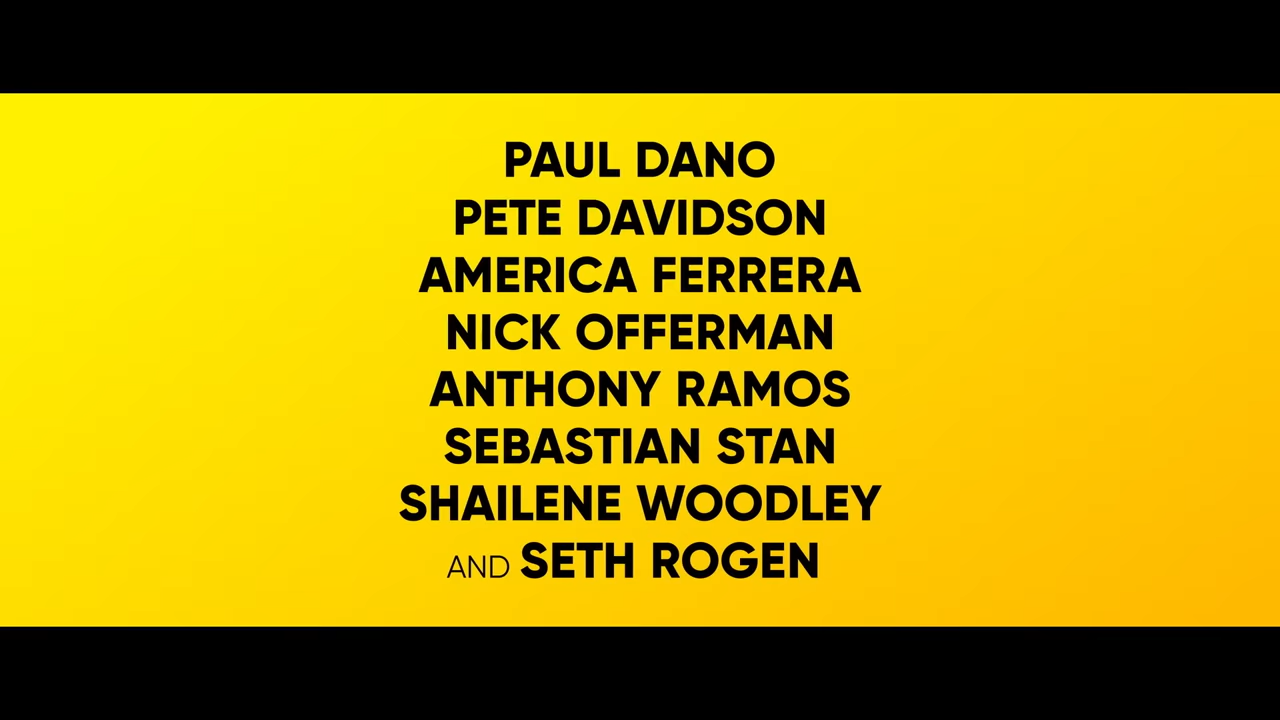 PAUL DANO
PETE DAVIDSON
AMERICA FERRERA
NICK OFFERMAN
ANTHONY RAMOS
SEBASTIAN STAN
SHAILENE WOODLEY
AND SETH ROGEN